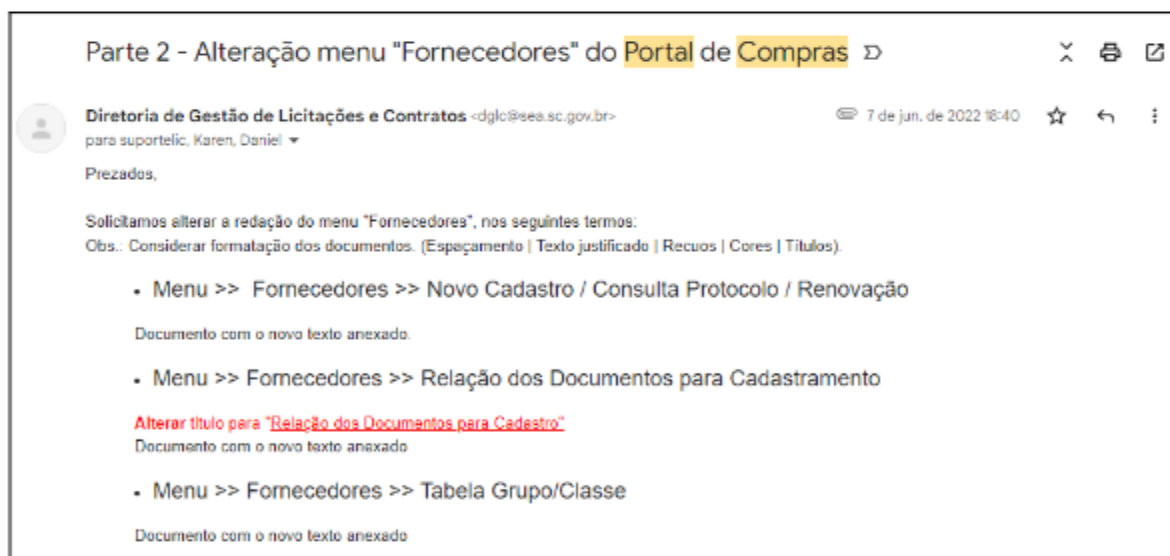 Parte 2 - Alteração menu "Fornecedores" do Portal de Compras
Diretoria de Gestão de Licitações e Contratos <dglc@sea.sc.gov.br>
7 de jun. de 2022 16:40
para suportelic, Karen, Daniel
Prezados,
Solicitamos alterar a redação do menu "Fornecedores", nos seguintes termos:
Obs.: Considerar formatação dos documentos. (Espaçamento | Texto justificado | Recuos | Cores | Títulos).
• Menu >> Fornecedores >> Novo Cadastro / Consulta Protocolo / Renovação
Documento com o novo texto anexado.
• Menu >> Fornecedores >> Relação dos Documentos para Cadastramento
Alterar título para "Relação dos Documentos para Cadastro"
Documento com o novo texto anexado
• Menu >> Fornecedores >> Tabela Grupo/Classe
Documento com o novo texto anexado